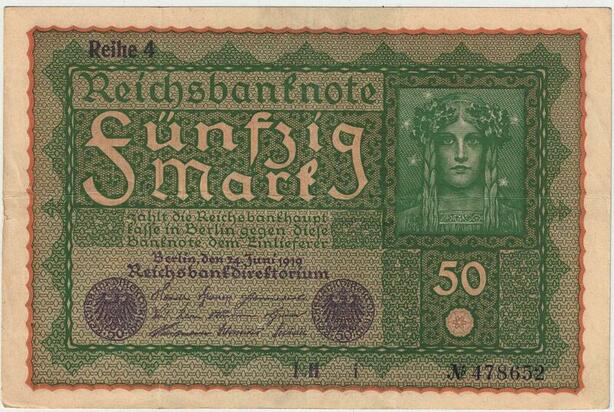 Reihe 4
Reichsbanknote
Fünfzig
Mark
zahlt die Reichsbankhaupt
kasse in Berlin gegen diese
Banknote dem Einlieferer
Berlin, den 24. Juni 1919
Reichsbankdirektorium
50
№ 478652